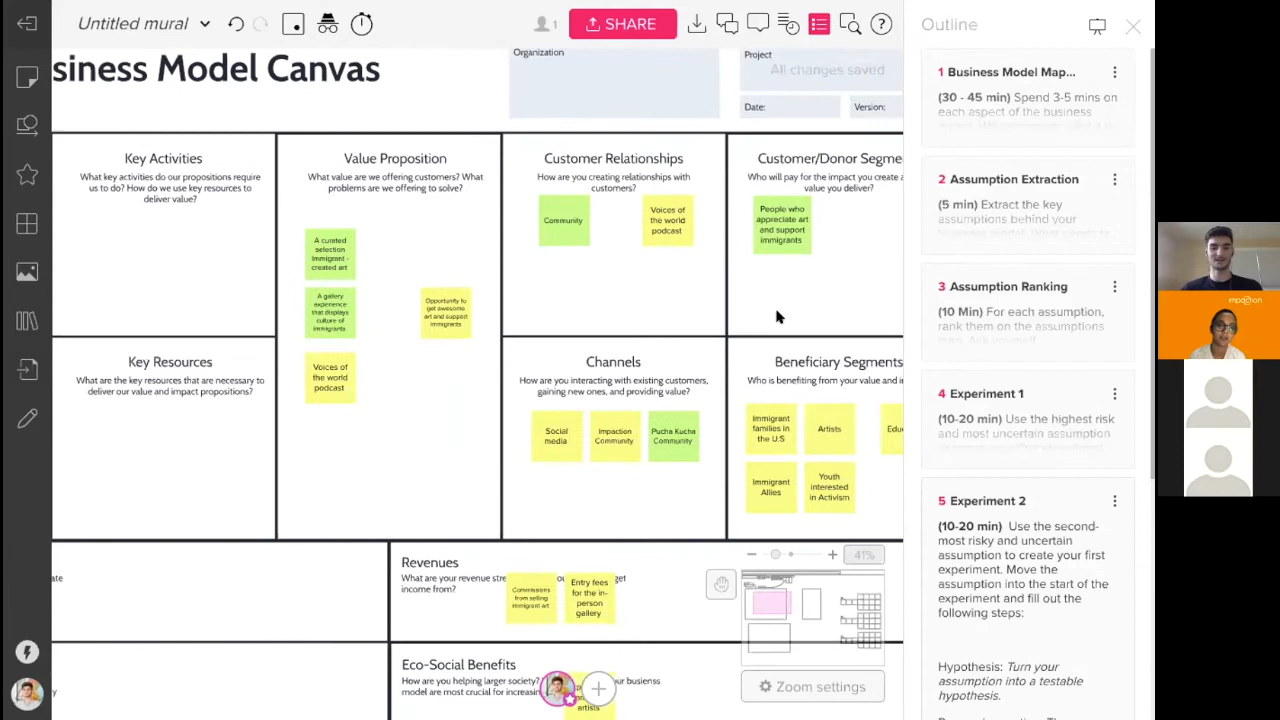 Untitled mural
1
SHARE
Outline
siness Model Canvas
Organization
Project
All changes saved
Date:
Version:
Key Activities
What key activities do our propositions require
us to do? How do we use key resources to
deliver value?
Value Proposition
What value are we offering customers? What
problems are we offering to solve?
A curated
selection
Immigrant -
created art
A gallery
experience
that displays
culture of
immigrants
Voices of
the world
podcast
Opportunity to
get awesome
art and support
immigrants
Customer Relationships
How are you creating relationships with
customers?
Community
Voices of
the world
podcast
Customer/Donor Segme
Who will pay for the impact you create a
value you deliver?
People who
appreciate art
and support
immigrants
Key Resources
What are the key resources that are necessary to
deliver our value and impact propositions?
Channels
How are you interacting with existing customers,
gaining new ones, and providing value?
Social
media
Impaction
Community
Pucha Kucha
Community
Beneficiary Segments
Who is benefiting from your value and i
Immigrant
families in
the U.S
Artists
Edu
Immigrant
Allies
Youth
interested
in Activism
ate
Revenues
What are your revenue stre
get
income from?
Commissions
from selling
immigrant art
Entry fees
for the in-
person
gallery
41%
Eco-Social Benefits
How are you helping larger society?
ur busienss
model are most crucial for increasin
artists
Zoom settings
1 Business Model Map...
(30 - 45 min) Spend 3-5 mins on
each aspect of the business
2 Assumption Extraction
(5 min) Extract the key
assumptions behind your
3 Assumption Ranking
(10 Min) For each assumption,
rank them on the assumptions
4 Experiment 1
(10-20 min) Use the highest risk
and most uncertain assumption
5 Experiment 2
(10-20 min) Use the second-
most risky and uncertain
assumption to create your first
experiment. Move the
assumption into the start of the
experiment and fill out the
following steps:
Hypothesis: Turn your
assumption into a testable
hypothesis.
mpaction